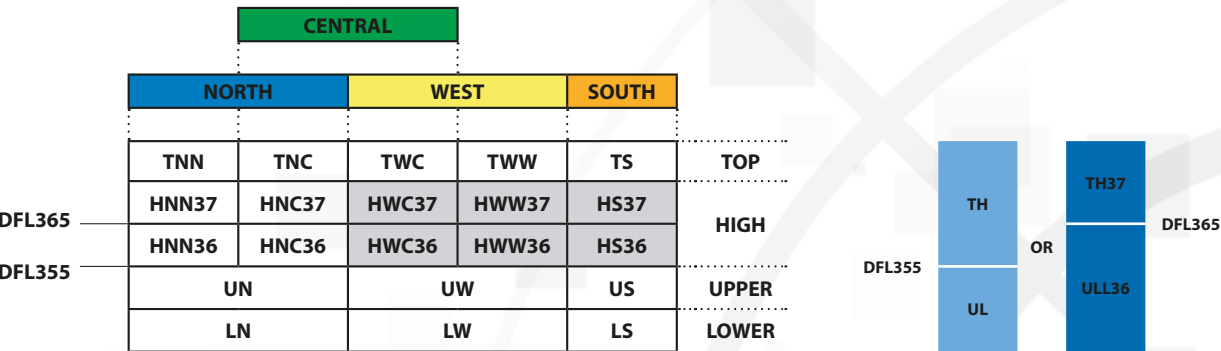 CENTRAL
NORTH WEST SOUTH
TNN TNC TWC TWW TS TOP
HNN37 HNC37 HWC37 HWW37 HS37
DFL365 HIGH
HNN36 HNC36 HWC36 HWW36 HS36
DFL355
UN UW US UPPER
LN LW LS LOWER
TH OR TH37
DFL365
DFL355
UL ULL36